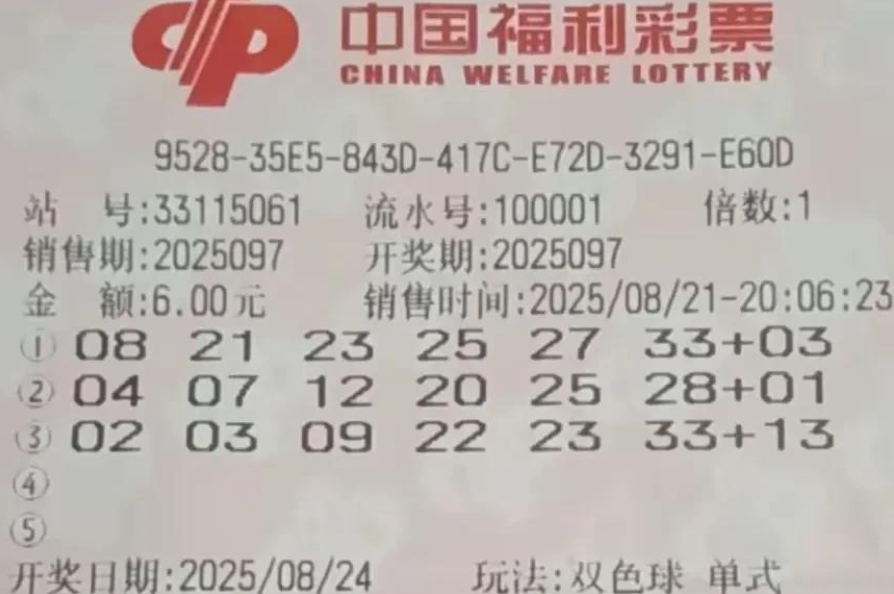 中国福利彩票
CHINA WELFARE LOTTERY
9528-35E5-843D-417C-E72D-3291-E60D
站 号:33115061 流水号:100001 倍数:1
销售期:2025097 开奖期:2025097
金 额:6.00元 销售时间:2025/08/21-20:06:23
① 08 21 23 25 27 33+03
② 04 07 12 20 25 28+01
③ 02 03 09 22 23 33+13
④
⑤
开奖日期:2025/08/24 玩法:双色球 单式